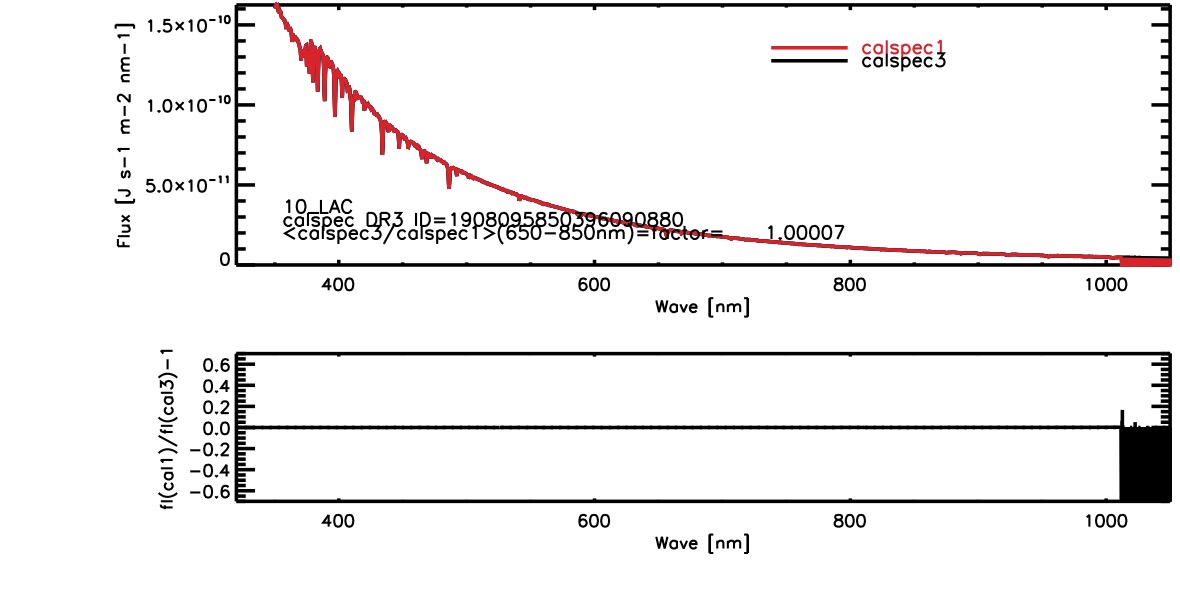 1.5×10−10
1.0×10−10
5.0×10−11
0
Flux [J s−1 m−2 nm−1]
calspec1
calspec3
10_LAC
calspec DR3 ID=1908095850396090880
<calspec3/calspec1>(650−850nm)=factor= 1.00007
400 600 800 1000
Wave [nm]
0.6
0.4
0.2
0.0
−0.2
−0.4
−0.6
fl(cal1)/fl(cal3)−1
400 600 800 1000
Wave [nm]